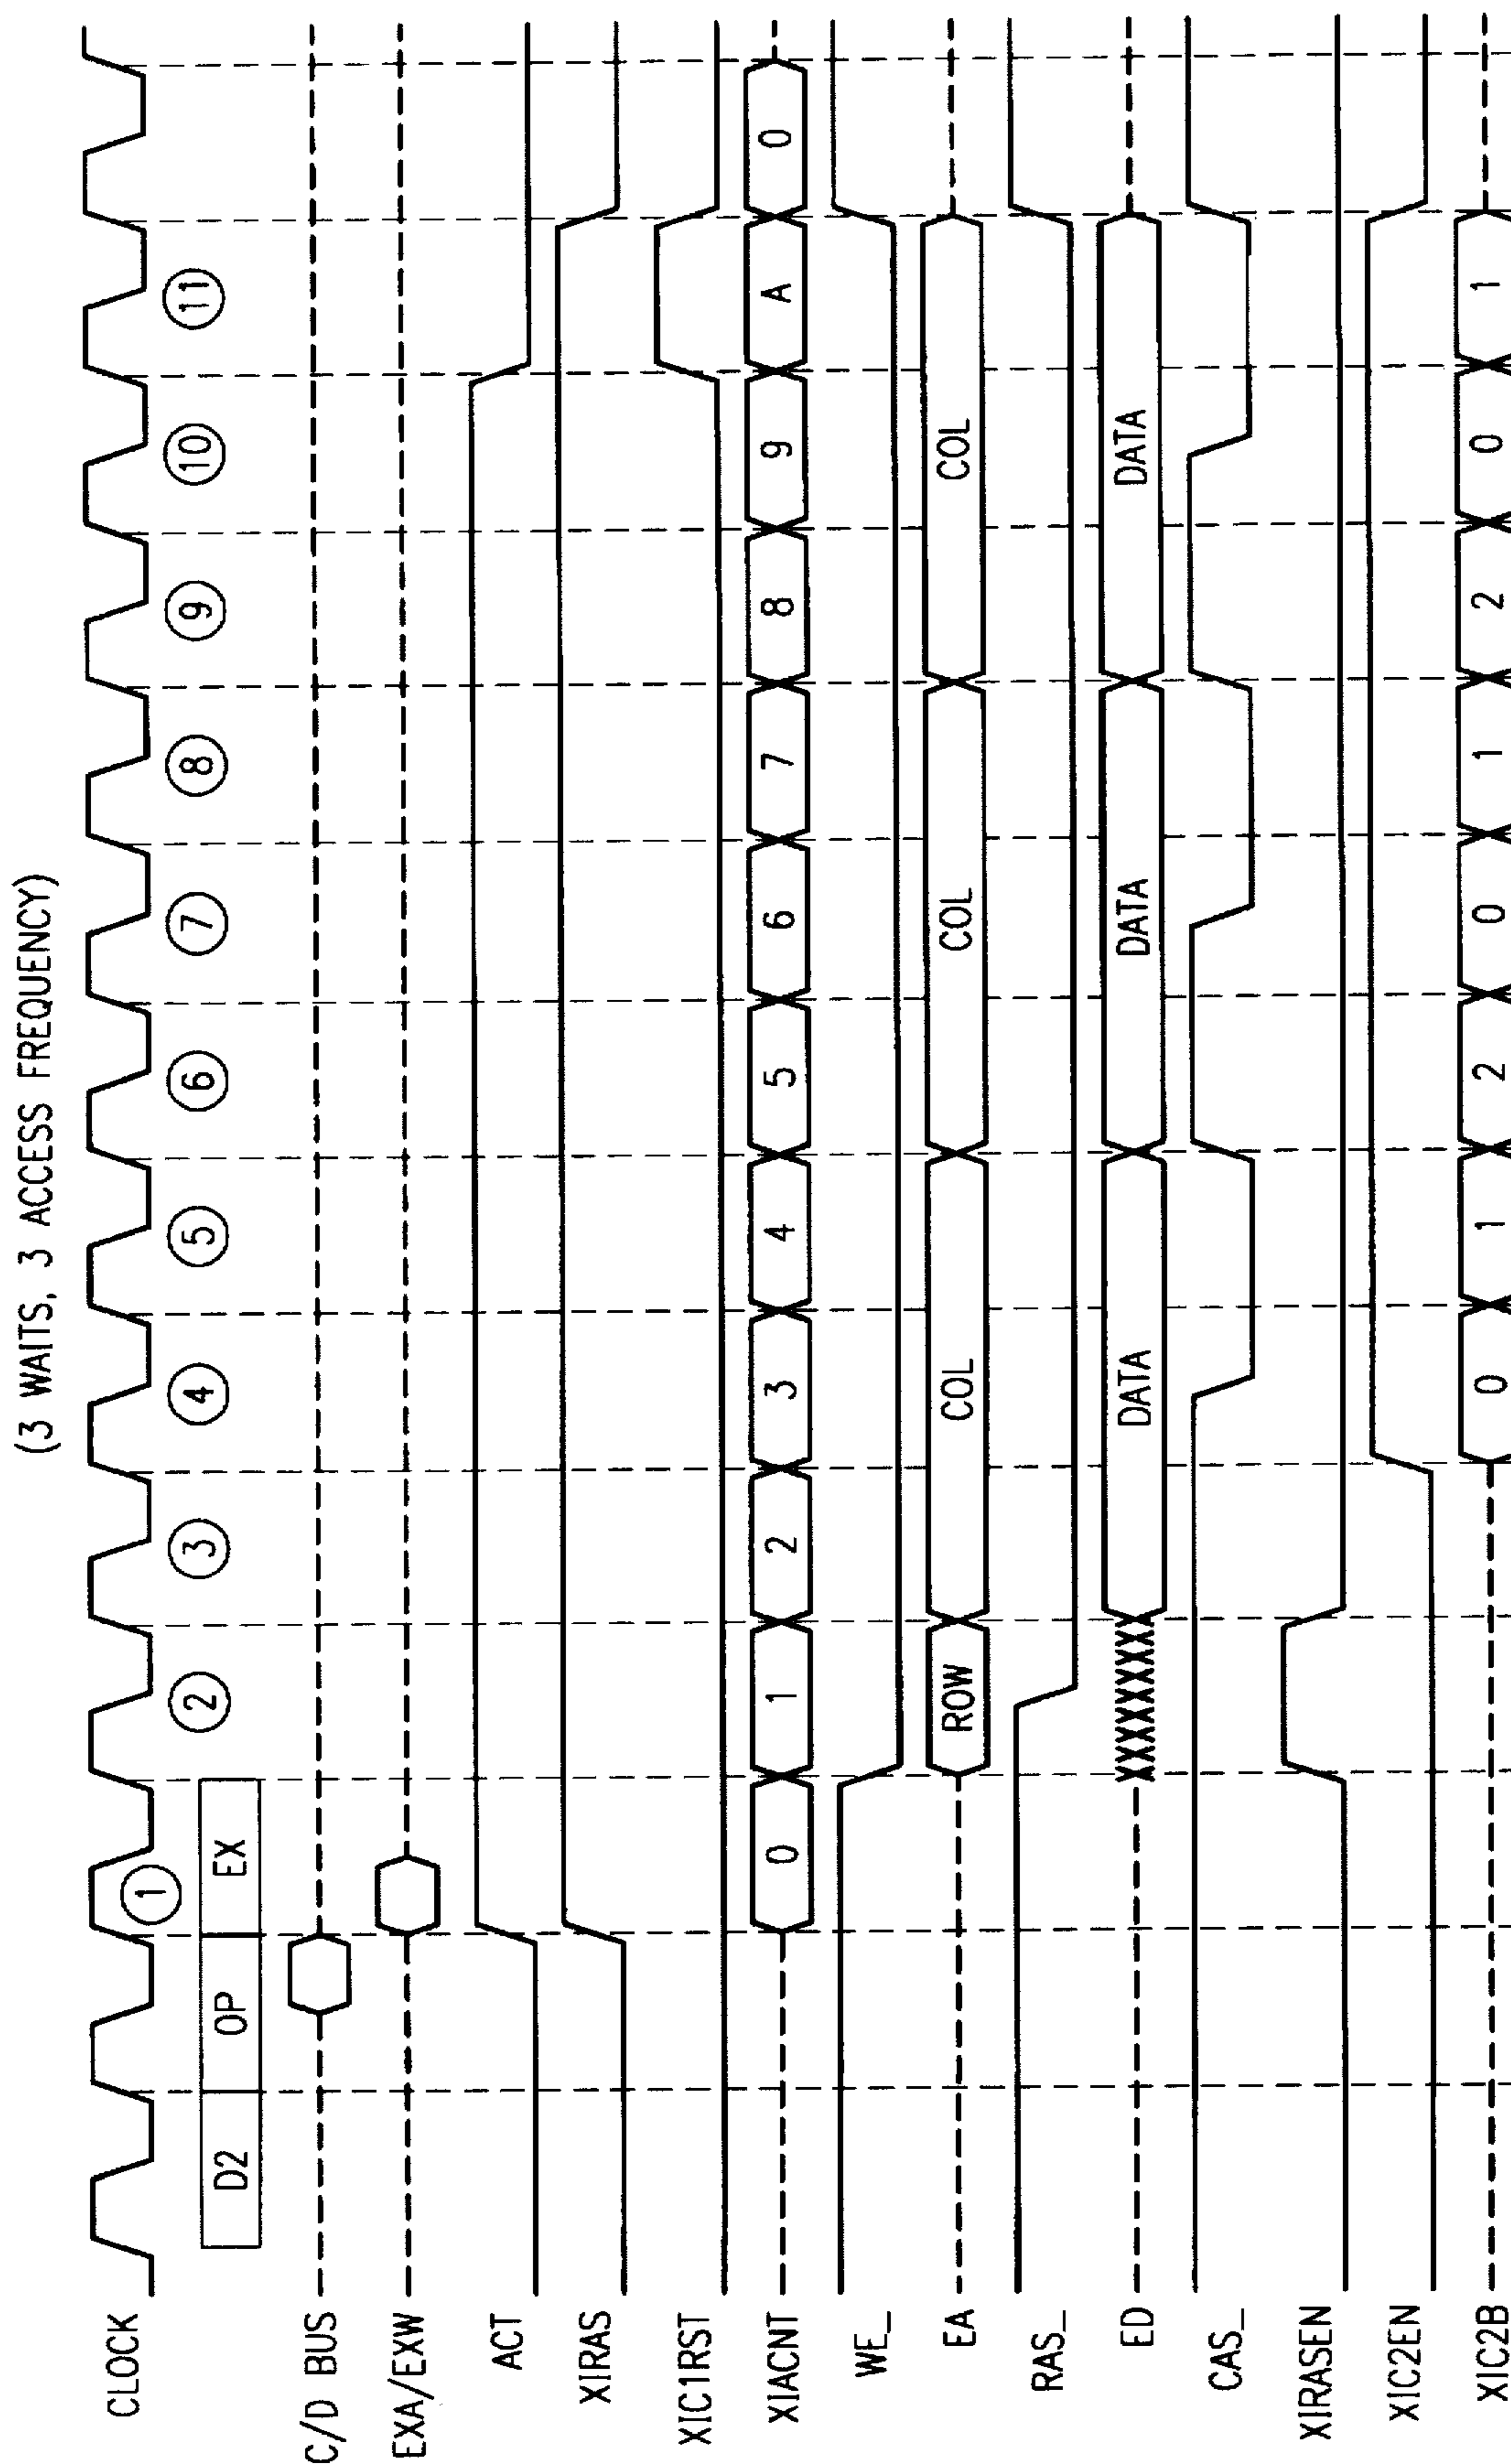 (3 WAITS, 3 ACCESS FREQUENCY)
CLOCK
1 2 3 4 5 6 7 8 9 10 11
D2 OP EX
C/D BUS
EXA/EXW
ACT
XIRAS
XIC1RST
XIACNT 0 1 2 3 4 5 6 7 8 9 A 0
WE_
EA ROW COL COL COL
RAS_
ED DATA DATA DATA
CAS_
XIRASEN
XIC2EN
XIC2B 0 1 2 0 1 2 0 1